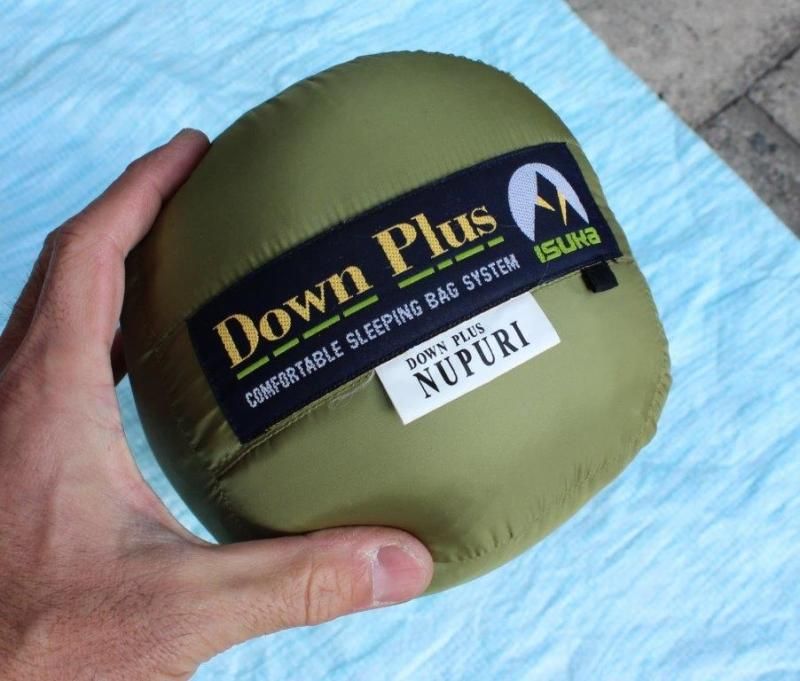 Down Plus
COMFORTABLE SLEEPING BAG SYSTEM
ISUKA
DOWN PLUS
NUPURI